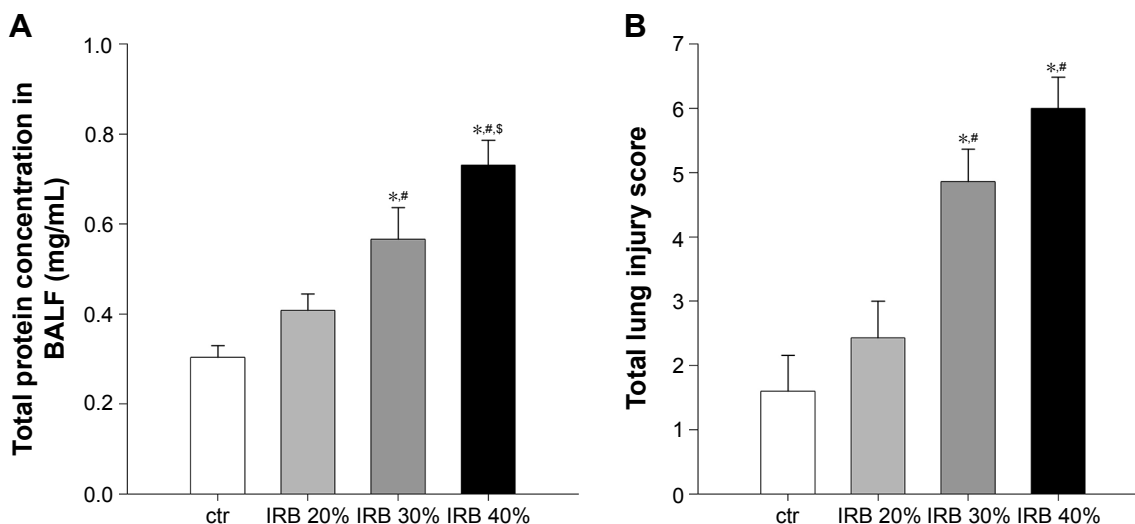 A
Total protein concentration in
BALF (mg/mL)
1.0
0.8
0.6
0.4
0.2
0.0
*,#
*,#,$
ctr IRB 20% IRB 30% IRB 40%
B
Total lung injury score
7
6
5
4
3
2
1
0
*,#
*,#
ctr IRB 20% IRB 30% IRB 40%